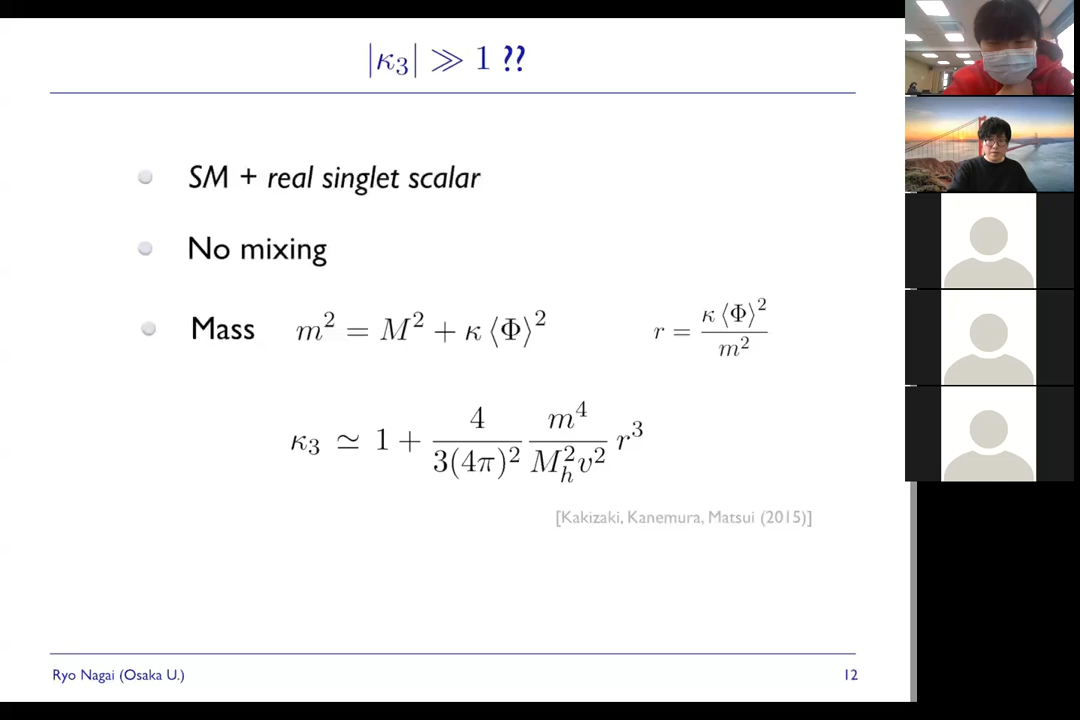 |κ₃| ≫ 1 ??
SM + real singlet scalar
No mixing
Mass m² = M² + κ⟨Φ⟩² r = κ⟨Φ⟩² / m²
κ₃ ≃ 1 + 4/(3(4π)²) m⁴/(M_h² v²) r³
[Kakizaki, Kanemura, Matsui (2015)]
Ryo Nagai (Osaka U.) 12